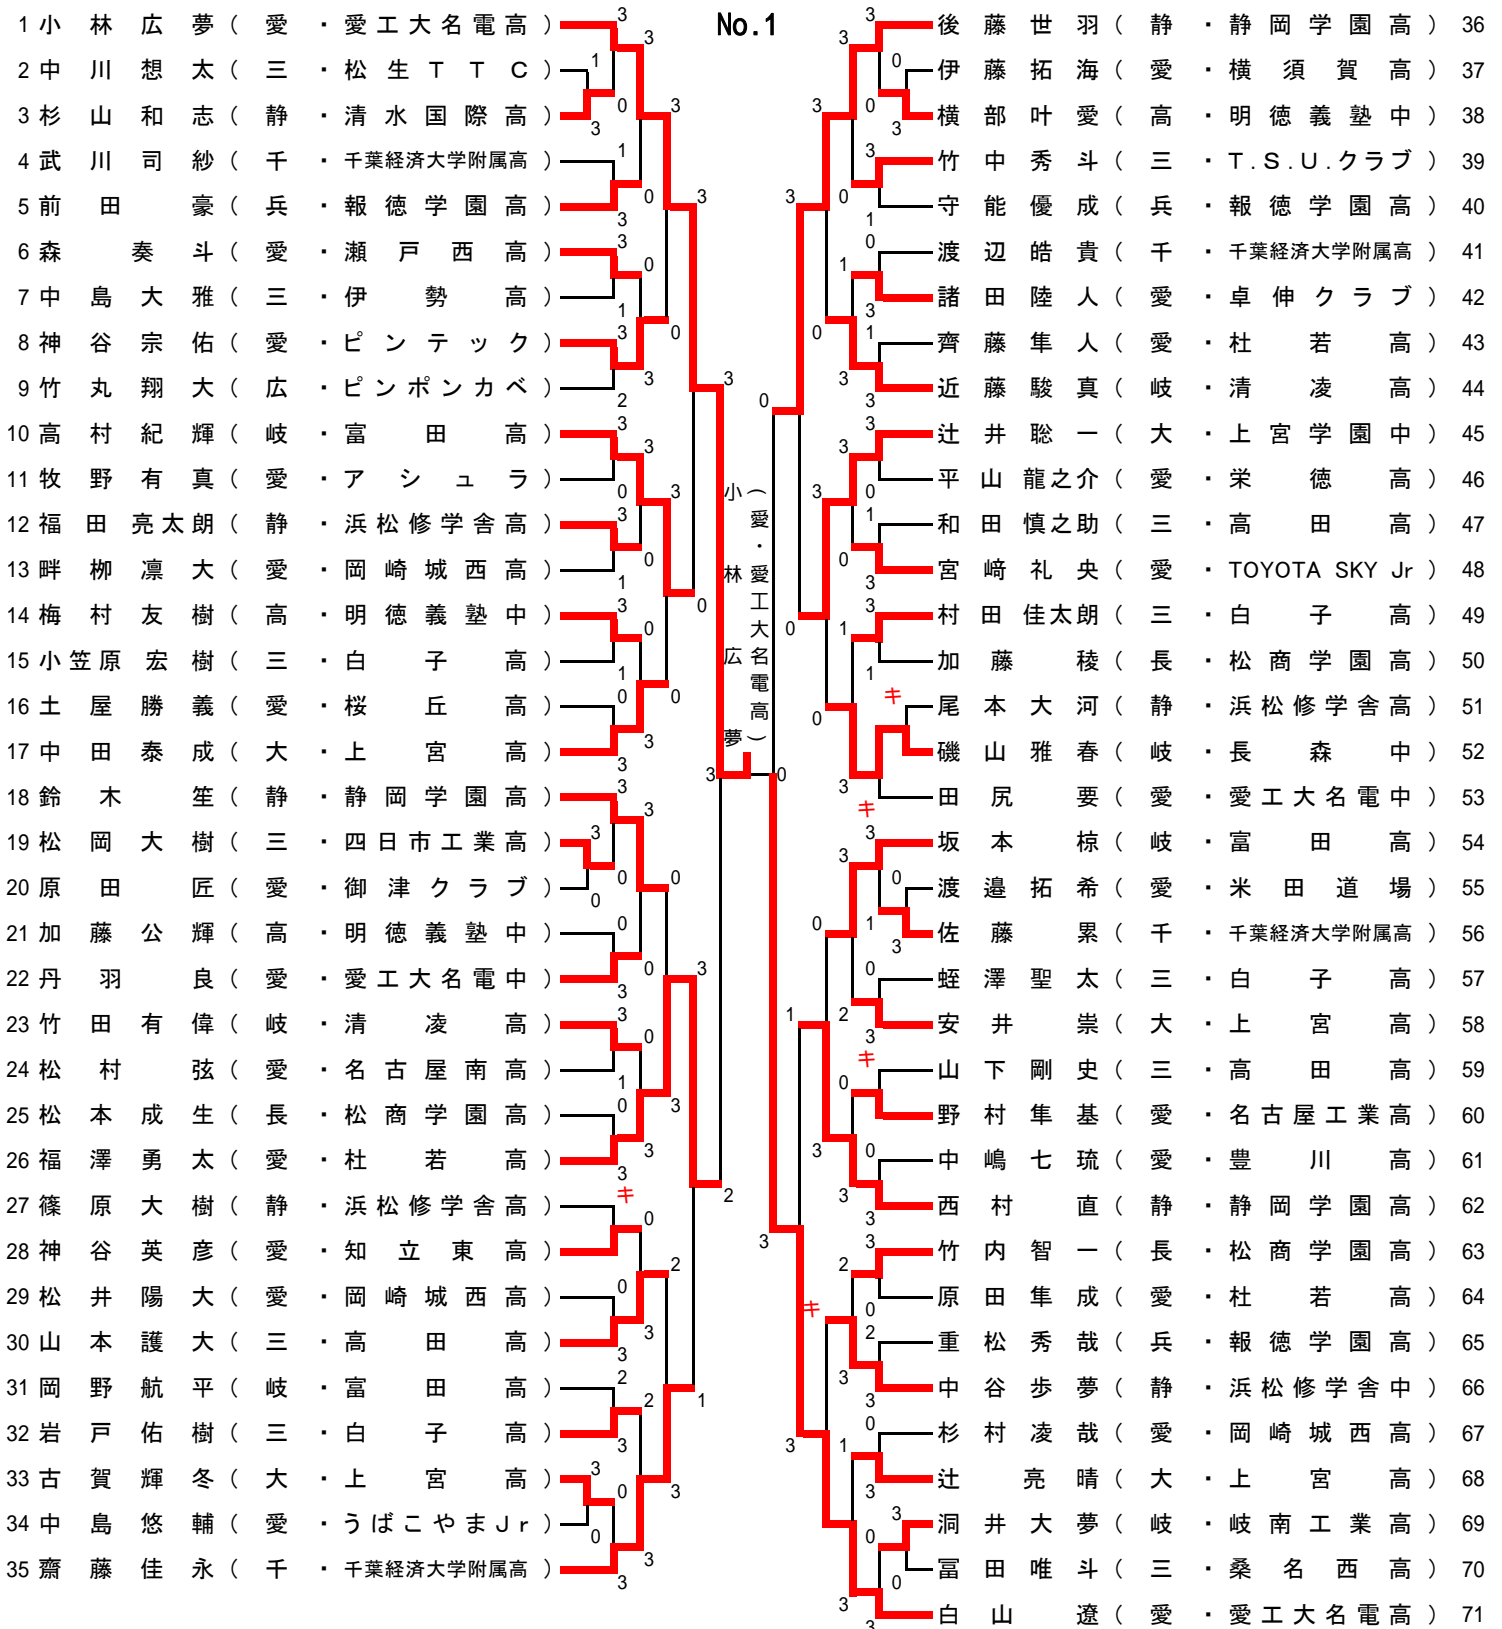 No.1
1 小林広夢 ( 愛 ・ 愛工大名電高 )
2 中川想太 ( 三 ・ 松生TTC )
3 杉山和志 ( 静 ・ 清水国際高 )
4 武川司紗 ( 千 ・ 千葉経済大学附属高 )
5 前田豪 ( 兵 ・ 報徳学園高 )
6 森奏斗 ( 愛 ・ 瀬戸西高 )
7 中島大雅 ( 三 ・ 伊勢高 )
8 神谷宗佑 ( 愛 ・ ピンテック )
9 竹丸翔大 ( 広 ・ ピンポンカベ )
10 高村紀輝 ( 岐 ・ 富田高 )
11 牧野有真 ( 愛 ・ アシュラ )
12 福田亮太朗 ( 静 ・ 浜松修学舎高 )
13 畔栁凛大 ( 愛 ・ 岡崎城西高 )
14 梅村友樹 ( 高 ・ 明徳義塾中 )
15 小笠原宏樹 ( 三 ・ 白子高 )
16 土屋勝義 ( 愛 ・ 桜丘高 )
17 中田泰成 ( 大 ・ 上宮高 )
18 鈴木笙 ( 静 ・ 静岡学園高 )
19 松岡大樹 ( 三 ・ 四日市工業高 )
20 原田匠 ( 愛 ・ 御津クラブ )
21 加藤公輝 ( 高 ・ 明徳義塾中 )
22 丹羽良 ( 愛 ・ 愛工大名電中 )
23 竹田有偉 ( 岐 ・ 清凌高 )
24 松村弦 ( 愛 ・ 名古屋南高 )
25 松本成生 ( 長 ・ 松商学園高 )
26 福澤勇太 ( 愛 ・ 杜若高 )
27 篠原大樹 ( 静 ・ 浜松修学舎高 )
28 神谷英彦 ( 愛 ・ 知立東高 )
29 松井陽大 ( 愛 ・ 岡崎城西高 )
30 山本護大 ( 三 ・ 高田高 )
31 岡野航平 ( 岐 ・ 富田高 )
32 岩戸佑樹 ( 三 ・ 白子高 )
33 古賀輝冬 ( 大 ・ 上宮高 )
34 中島悠輔 ( 愛 ・ うばこやまJr )
35 齋藤佳永 ( 千 ・ 千葉経済大学附属高 )
小林広夢
(愛・愛工大名電高)
後藤世羽 ( 静 ・ 静岡学園高 ) 36
伊藤拓海 ( 愛 ・ 横須賀高 ) 37
横部叶愛 ( 高 ・ 明徳義塾中 ) 38
竹中秀斗 ( 三 ・ T.S.U.クラブ ) 39
守能優成 ( 兵 ・ 報徳学園高 ) 40
渡辺皓貴 ( 千 ・ 千葉経済大学附属高 ) 41
諸田陸人 ( 愛 ・ 卓伸クラブ ) 42
齊藤隼人 ( 愛 ・ 杜若高 ) 43
近藤駿真 ( 岐 ・ 清凌高 ) 44
辻井聡一 ( 大 ・ 上宮学園中 ) 45
平山龍之介 ( 愛 ・ 栄徳高 ) 46
和田慎之助 ( 三 ・ 高田高 ) 47
宮﨑礼央 ( 愛 ・ TOYOTA SKY Jr ) 48
村田佳太朗 ( 三 ・ 白子高 ) 49
加藤稜 ( 長 ・ 松商学園高 ) 50
尾本大河 ( 静 ・ 浜松修学舎高 ) 51
磯山雅春 ( 岐 ・ 長森中 ) 52
田尻要 ( 愛 ・ 愛工大名電中 ) 53
坂本椋 ( 岐 ・ 富田高 ) 54
渡邉拓希 ( 愛 ・ 米田道場 ) 55
佐藤累 ( 千 ・ 千葉経済大学附属高 ) 56
蛭澤聖太 ( 三 ・ 白子高 ) 57
安井崇 ( 大 ・ 上宮高 ) 58
山下剛史 ( 三 ・ 高田高 ) 59
野村隼基 ( 愛 ・ 名古屋工業高 ) 60
中嶋七琉 ( 愛 ・ 豊川高 ) 61
西村直 ( 静 ・ 静岡学園高 ) 62
竹内智一 ( 長 ・ 松商学園高 ) 63
原田隼成 ( 愛 ・ 杜若高 ) 64
重松秀哉 ( 兵 ・ 報徳学園高 ) 65
中谷歩夢 ( 静 ・ 浜松修学舎中 ) 66
杉村凌哉 ( 愛 ・ 岡崎城西高 ) 67
辻亮晴 ( 大 ・ 上宮高 ) 68
洞井大夢 ( 岐 ・ 岐南工業高 ) 69
冨田唯斗 ( 三 ・ 桑名西高 ) 70
白山遼 ( 愛 ・ 愛工大名電高 ) 71